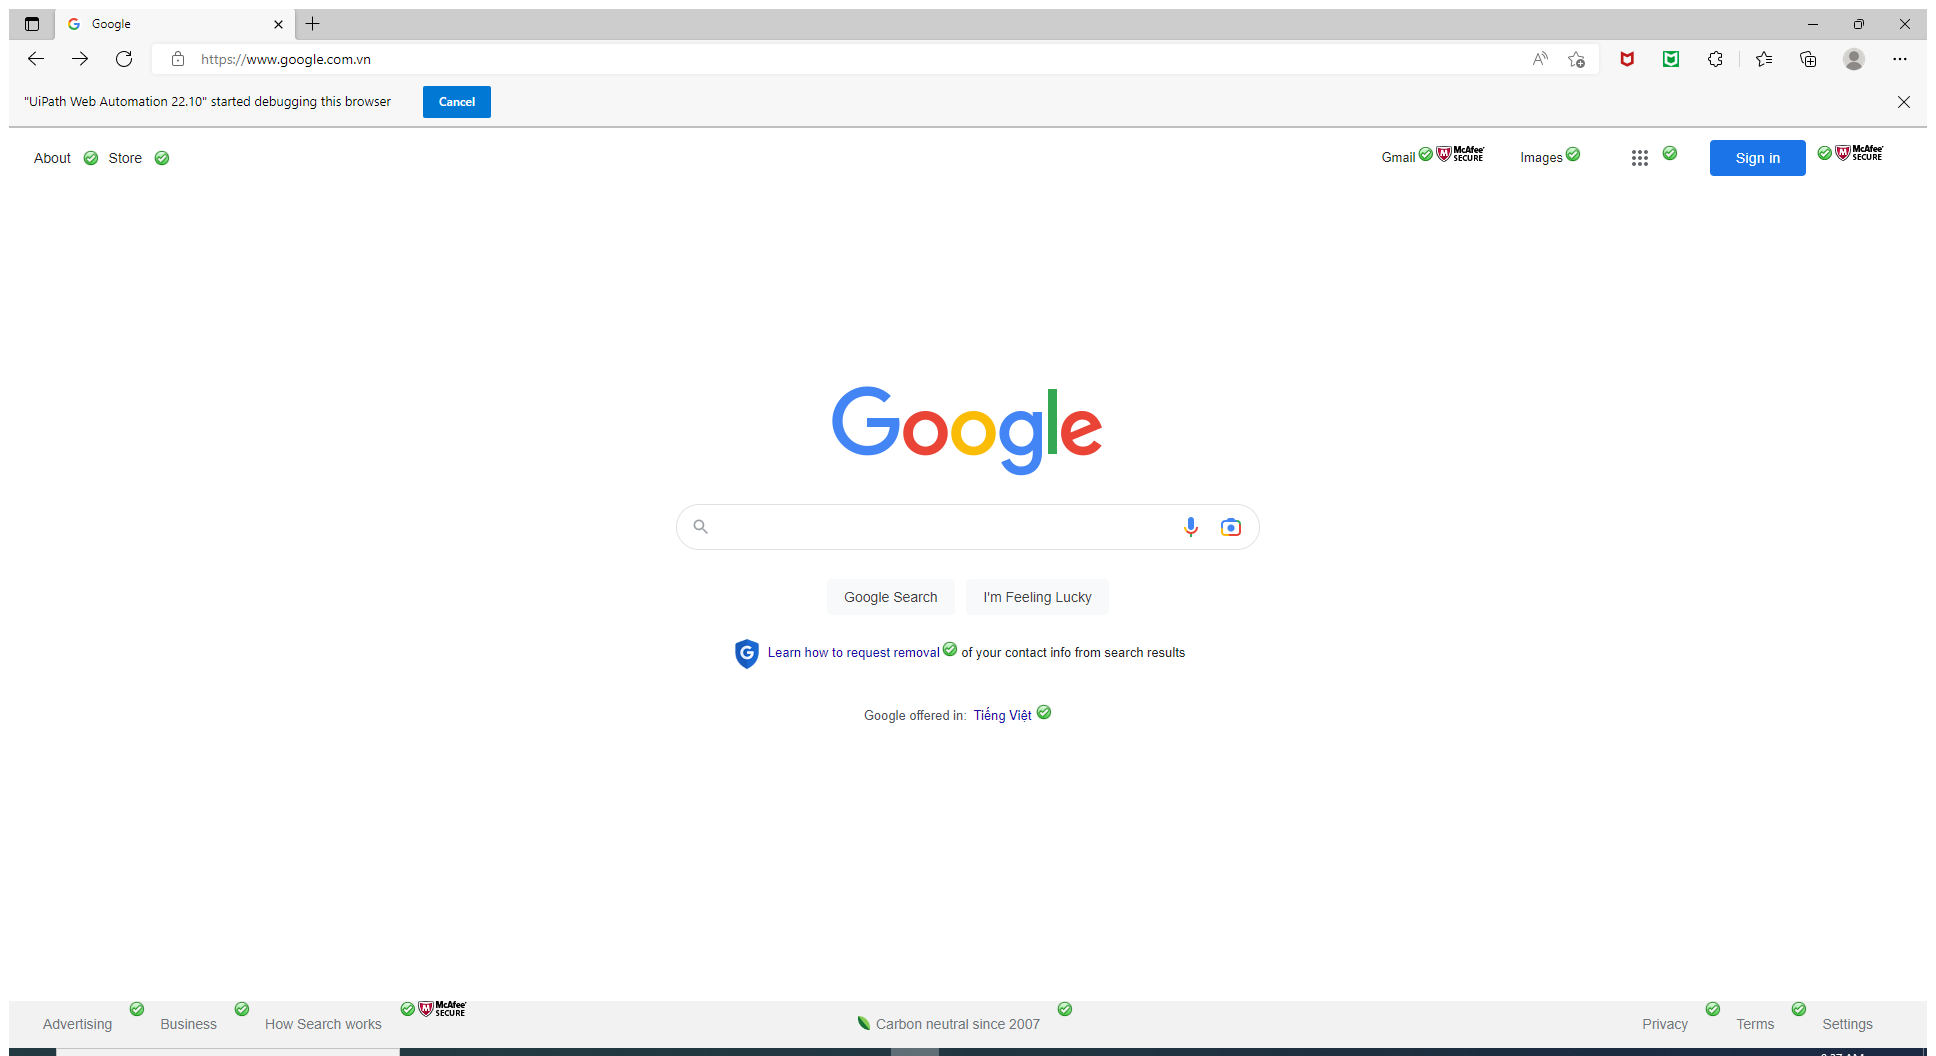 Google
https://www.google.com.vn
"UiPath Web Automation 22.10" started debugging this browser Cancel
About Store Gmail McAfee SECURE Images Sign in McAfee SECURE
Google
Google Search I'm Feeling Lucky
Learn how to request removal of your contact info from search results
Google offered in: Tiếng Việt
Advertising Business How Search works McAfee SECURE Carbon neutral since 2007 Privacy Terms Settings